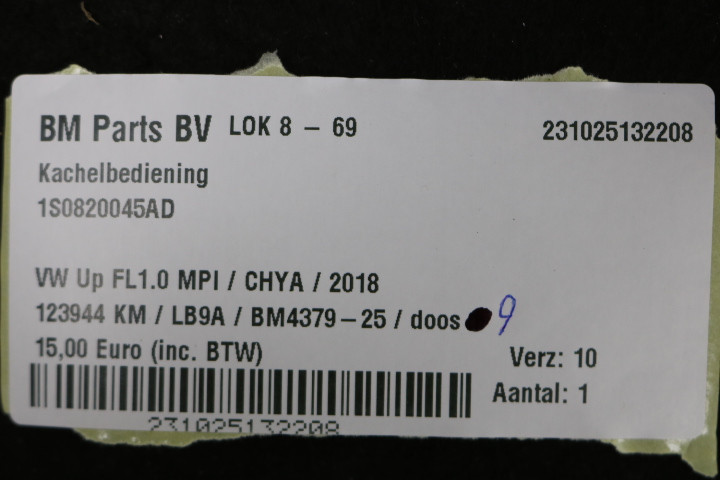 BM Parts BV LOK 8 - 69 231025132208
Kachelbediening
1S0820045AD
VW Up FL1.0 MPI / CHYA / 2018
123944 KM / LB9A / BM4379-25 / doos 9
15,00 Euro (inc. BTW) Verz: 10
Aantal: 1
231025132208